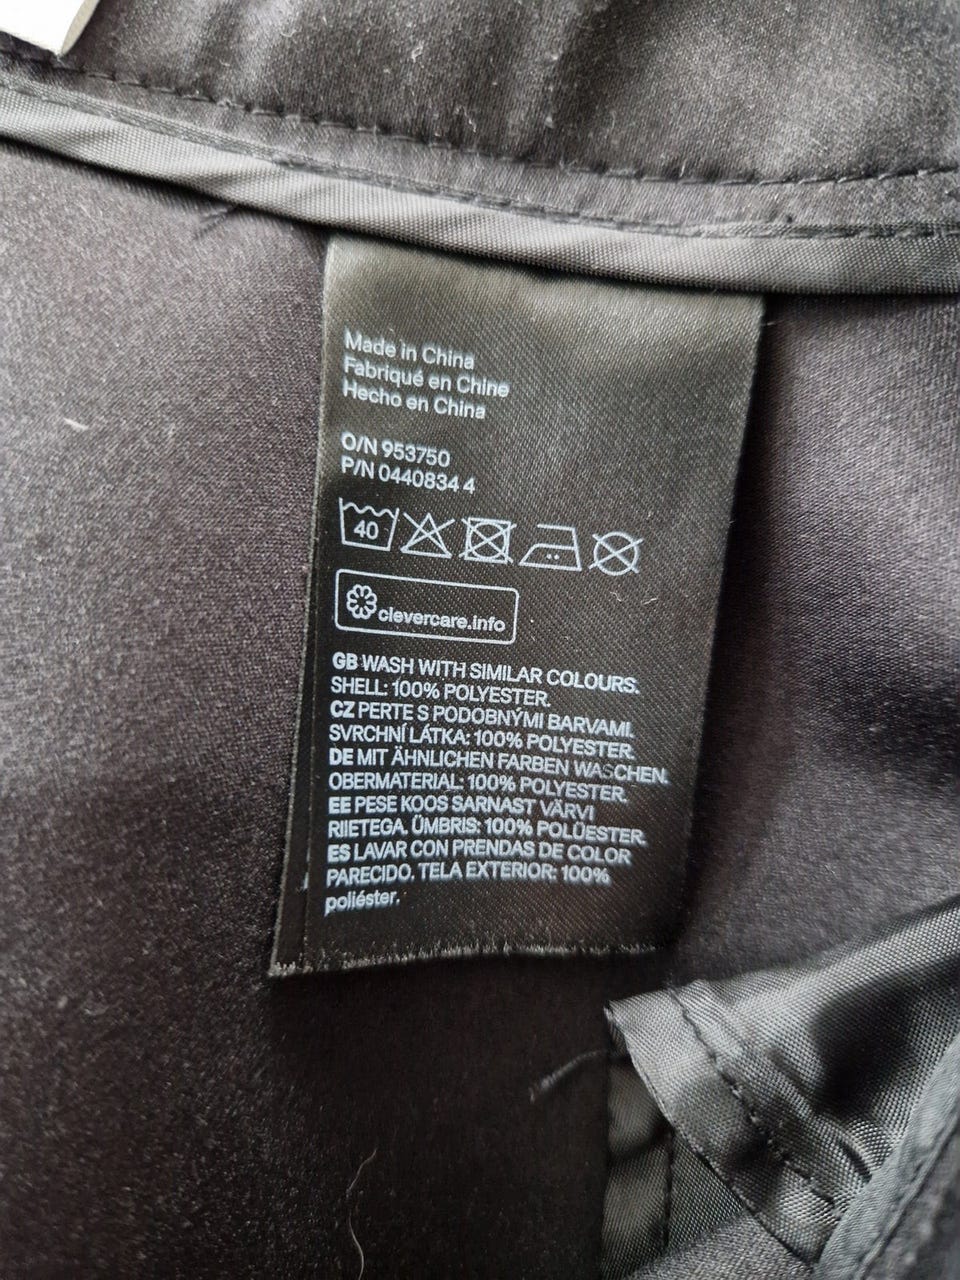 Made in China
Fabriqué en Chine
Hecho en China
O/N 953750
P/N 0440834 4
40
clevercare.info
GB WASH WITH SIMILAR COLOURS.
SHELL: 100% POLYESTER.
CZ PERTE S PODOBNÝMI BARVAMI.
SVRCHNÍ LÁTKA: 100% POLYESTER.
DE MIT ÄHNLICHEN FARBEN WASCHEN.
OBERMATERIAL: 100% POLYESTER.
EE PESE KOOS SARNAST VÄRVI
RIIETEGA. ÜMBRIS: 100% POLÜESTER.
ES LAVAR CON PRENDAS DE COLOR
PARECIDO. TELA EXTERIOR: 100%
poliéster.